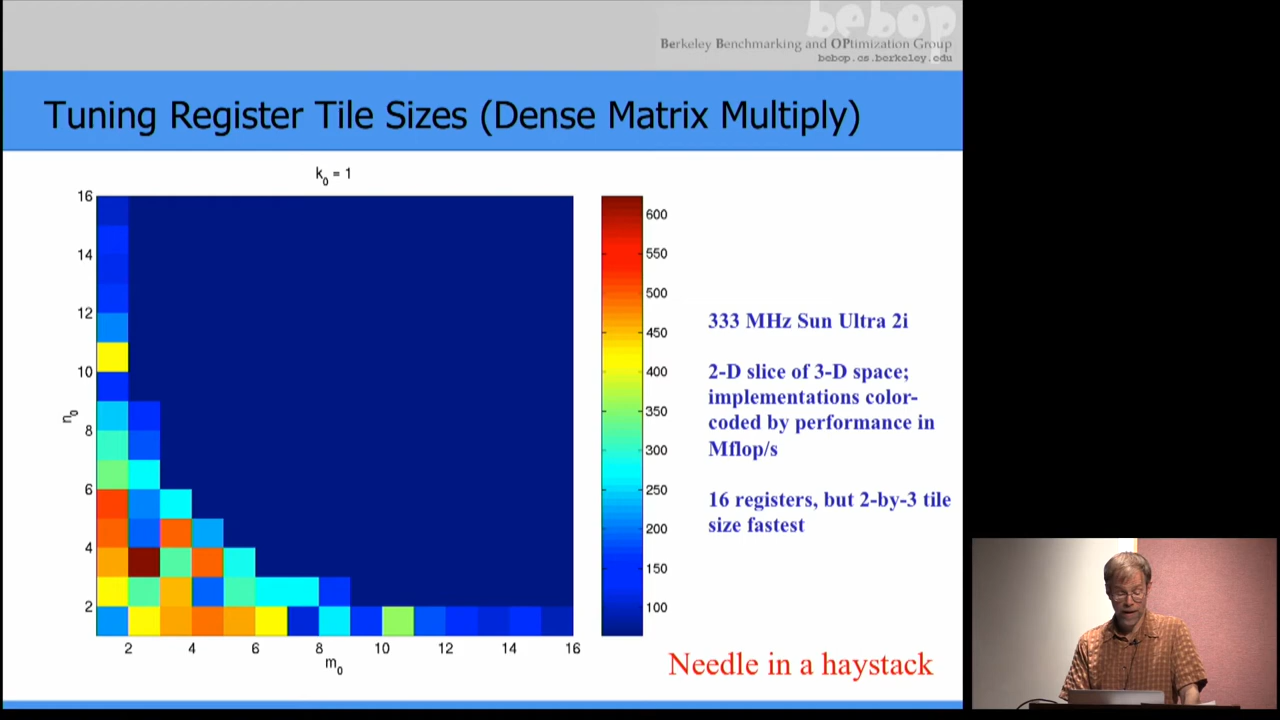 bebop
Berkeley Benchmarking and OPtimization Group
bebop.cs.berkeley.edu
Tuning Register Tile Sizes (Dense Matrix Multiply)
k0 = 1
16
14
12
10
8
6
4
2
n0
2
4
6
8
10
12
14
16
m0
600
550
500
450
400
350
300
250
200
150
100
333 MHz Sun Ultra 2i
2-D slice of 3-D space;
implementations color-
coded by performance in
Mflop/s
16 registers, but 2-by-3 tile
size fastest
Needle in a haystack